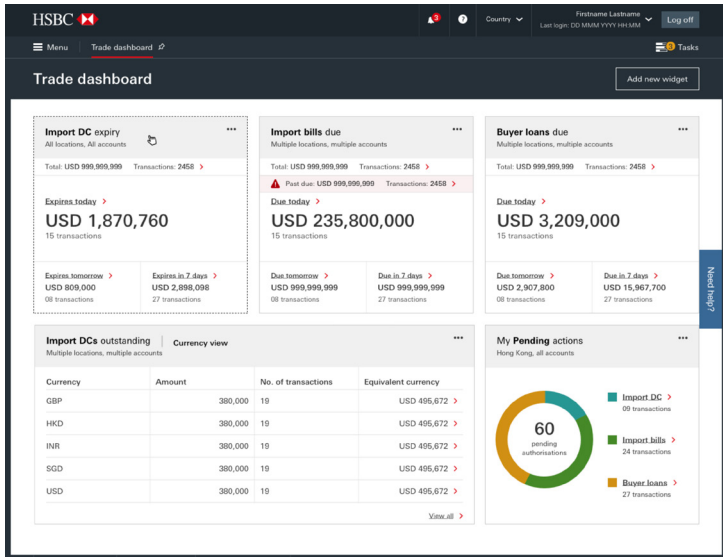 HSBC
3
?
Country
Firstname Lastname
Last login: DD MMM YYYY HH:MM
Log off
Menu
Trade dashboard
3 Tasks
Trade dashboard
Add new widget
Import DC expiry
All locations, All accounts
Total: USD 999,999,999 Transactions: 2458
Expires today
USD 1,870,760
15 transactions
Expires tomorrow
USD 809,000
08 transactions
Expires in 7 days
USD 2,898,098
27 transactions
Import bills due
Multiple locations, multiple accounts
Total: USD 999,999,999 Transactions: 2458
Past due: USD 999,999,999 Transactions: 2458
Due today
USD 235,800,000
15 transactions
Due tomorrow
USD 999,999,999
08 transactions
Due in 7 days
USD 999,999,999
27 transactions
Buyer loans due
Multiple locations, multiple accounts
Total: USD 999,999,999 Transactions: 2458
Due today
USD 3,209,000
15 transactions
Due tomorrow
USD 2,907,800
08 transactions
Due in 7 days
USD 15,967,700
27 transactions
Need help?
Import DCs outstanding Currency view
Multiple locations, multiple accounts
Currency Amount No. of transactions Equivalent currency
GBP 380,000 19 USD 495,672
HKD 380,000 19 USD 495,672
INR 380,000 19 USD 495,672
SGD 380,000 19 USD 495,672
USD 380,000 19 USD 495,672
View all
My Pending actions
Hong Kong, all accounts
60
pending
authorisations
Import DC
09 transactions
Import bills
24 transactions
Buyer loans
27 transactions